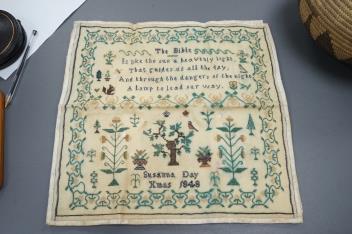 The Bible
Is like the sun a heavenly light,
That guides us all the day,
And through the dangers of the night
A lamp to lead our way.
Susanna Day
Xmas 1848